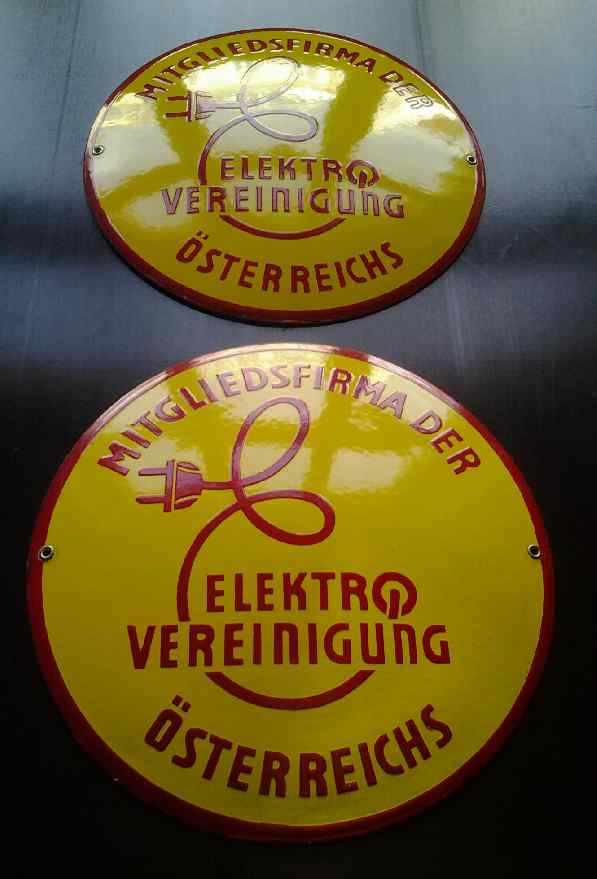 MITGLIEDSFIRMA DER
ELEKTRO
VEREINIGUNG
ÖSTERREICHS
MITGLIEDSFIRMA DER
ELEKTRO
VEREINIGUNG
ÖSTERREICHS